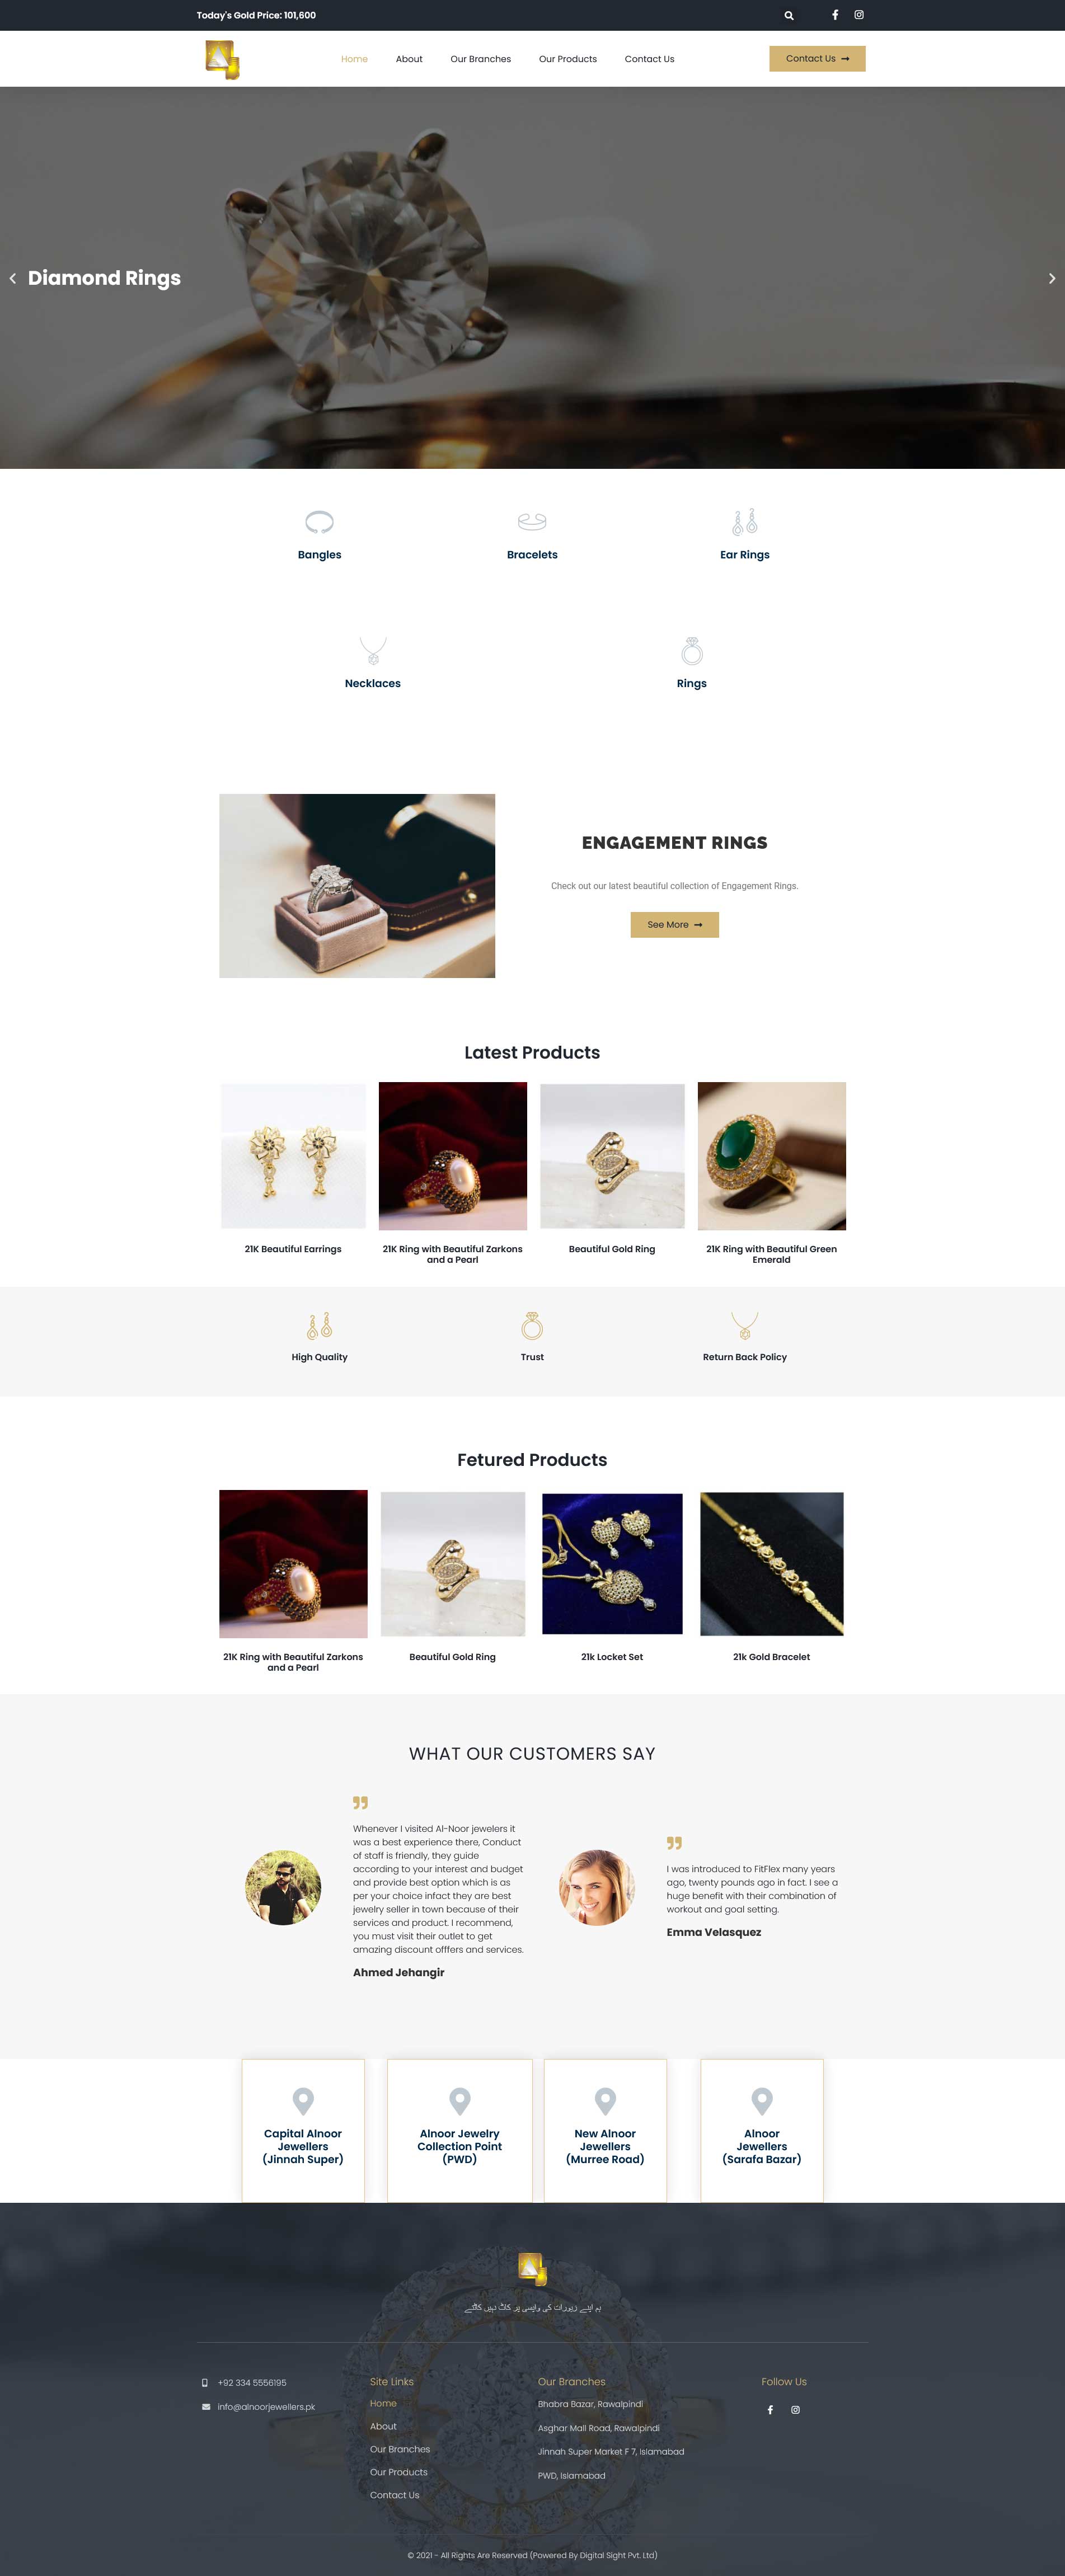 Today's Gold Price: 101,600
Home
About
Our Branches
Our Products
Contact Us
Contact Us
Diamond Rings
Bangles
Bracelets
Ear Rings
Necklaces
Rings
ENGAGEMENT RINGS
Check out our latest beautiful collection of Engagement Rings.
See More
Latest Products
21K Beautiful Earrings
21K Ring with Beautiful Zarkons
and a Pearl
Beautiful Gold Ring
21K Ring with Beautiful Green
Emerald
High Quality
Trust
Return Back Policy
Fetured Products
21K Ring with Beautiful Zarkons
and a Pearl
Beautiful Gold Ring
21k Locket Set
21k Gold Bracelet
WHAT OUR CUSTOMERS SAY
Whenever I visited Al-Noor jewelers it
was a best experience there, Conduct
of staff is friendly, they guide
according to your interest and budget
and provide best option which is as
per your choice infact they are best
jewelry seller in town because of their
services and product. I recommend,
you must visit their outlet to get
amazing discount offfers and services.
Ahmed Jehangir
I was introduced to FitFlex many years
ago, twenty pounds ago in fact. I see a
huge benefit with their combination of
workout and goal setting.
Emma Velasquez
Capital Alnoor
Jewellers
(Jinnah Super)
Alnoor Jewelry
Collection Point
(PWD)
New Alnoor
Jewellers
(Murree Road)
Alnoor
Jewellers
(Sarafa Bazar)
ہم اپنے زیورات کی واپسی پر کاٹ نہیں کاٹتے
+92 334 5556195
info@alnoorjewellers.pk
Site Links
Home
About
Our Branches
Our Products
Contact Us
Our Branches
Bhabra Bazar, Rawalpindi
Asghar Mall Road, Rawalpindi
Jinnah Super Market F 7, Islamabad
PWD, Islamabad
Follow Us
© 2021 - All Rights Are Reserved (Powered By Digital Sight Pvt. Ltd)